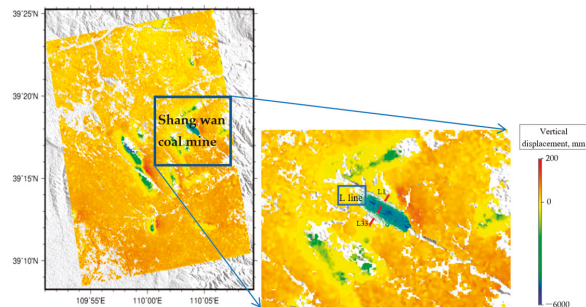 39°25'N
39°20'N
39°15'N
39°10'N
109°55'E
110°00'E
110°05'E
Shang wan
coal mine
L line
L1
L33
Vertical
displacement, mm
200
0
−6000